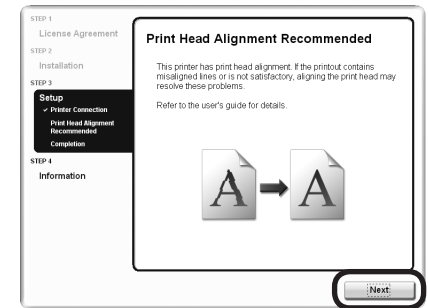 STEP 1
License Agreement
STEP 2
Installation
STEP 3
Setup
✓ Printer Connection
Print Head Alignment
Recommended
Completion
STEP 4
Information
Print Head Alignment Recommended
This printer has print head alignment. If the printout contains
misaligned lines or is not satisfactory, aligning the print head may
resolve these problems.
Refer to the user's guide for details.
A A
Next